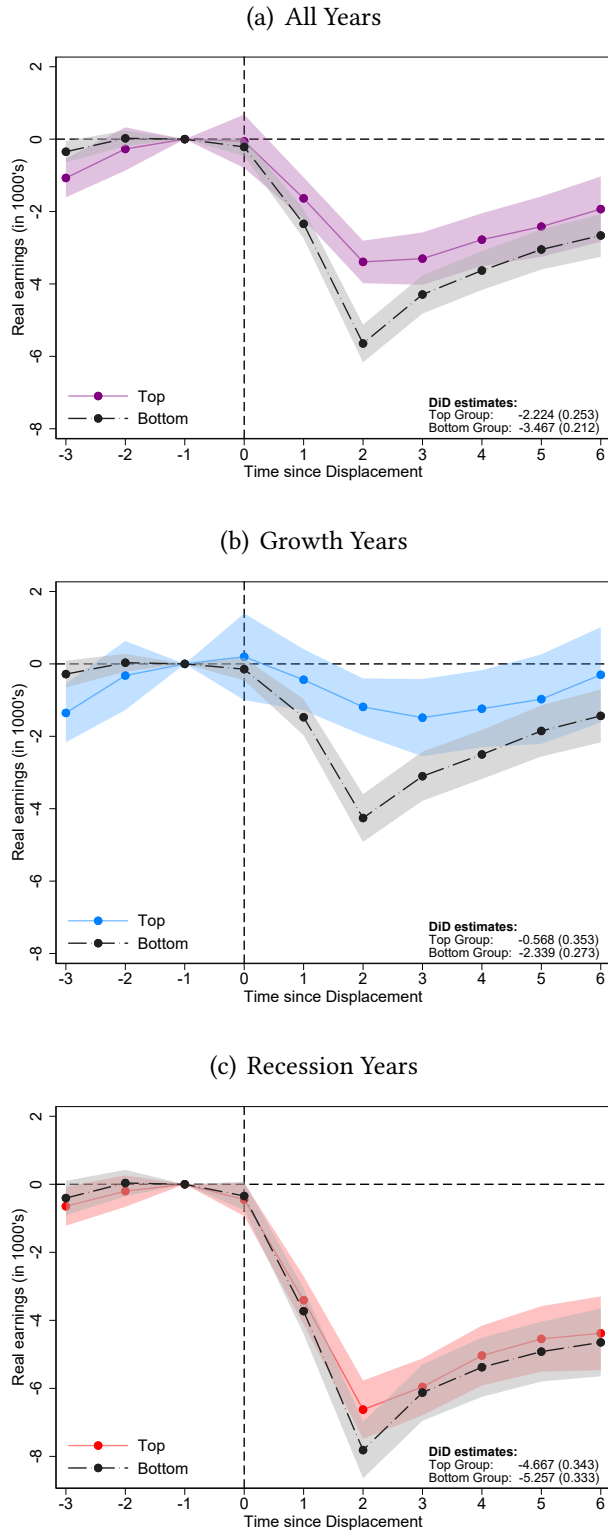 (a) All Years
Real earnings (in 1000's)
2
0
-2
-4
-6
-8
Top
Bottom
DiD estimates:
Top Group: -2.224 (0.253)
Bottom Group: -3.467 (0.212)
-3 -2 -1 0 1 2 3 4 5 6
Time since Displacement
(b) Growth Years
Real earnings (in 1000's)
2
0
-2
-4
-6
-8
Top
Bottom
DiD estimates:
Top Group: -0.568 (0.353)
Bottom Group: -2.339 (0.273)
-3 -2 -1 0 1 2 3 4 5 6
Time since Displacement
(c) Recession Years
Real earnings (in 1000's)
2
0
-2
-4
-6
-8
Top
Bottom
DiD estimates:
Top Group: -4.667 (0.343)
Bottom Group: -5.257 (0.333)
-3 -2 -1 0 1 2 3 4 5 6
Time since Displacement